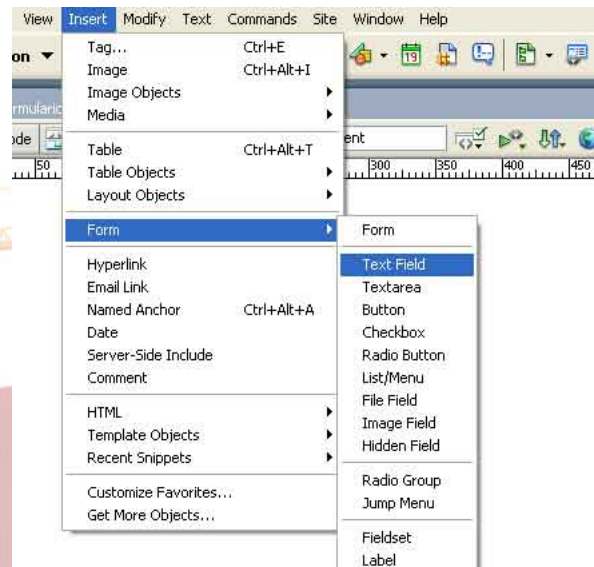 View Insert Modify Text Commands Site Window Help
on
19
Tag... Ctrl+E
Image Ctrl+Alt+I
Image Objects
Media
Table Ctrl+Alt+T
Table Objects
Layout Objects
Form
Hyperlink
Email Link
Named Anchor Ctrl+Alt+A
Date
Server-Side Include
Comment
HTML
Template Objects
Recent Snippets
Customize Favorites...
Get More Objects...
rmulario
ode
ent
50 300 350 400 450
Form
Text Field
Textarea
Button
Checkbox
Radio Button
List/Menu
File Field
Image Field
Hidden Field
Radio Group
Jump Menu
Fieldset
Label